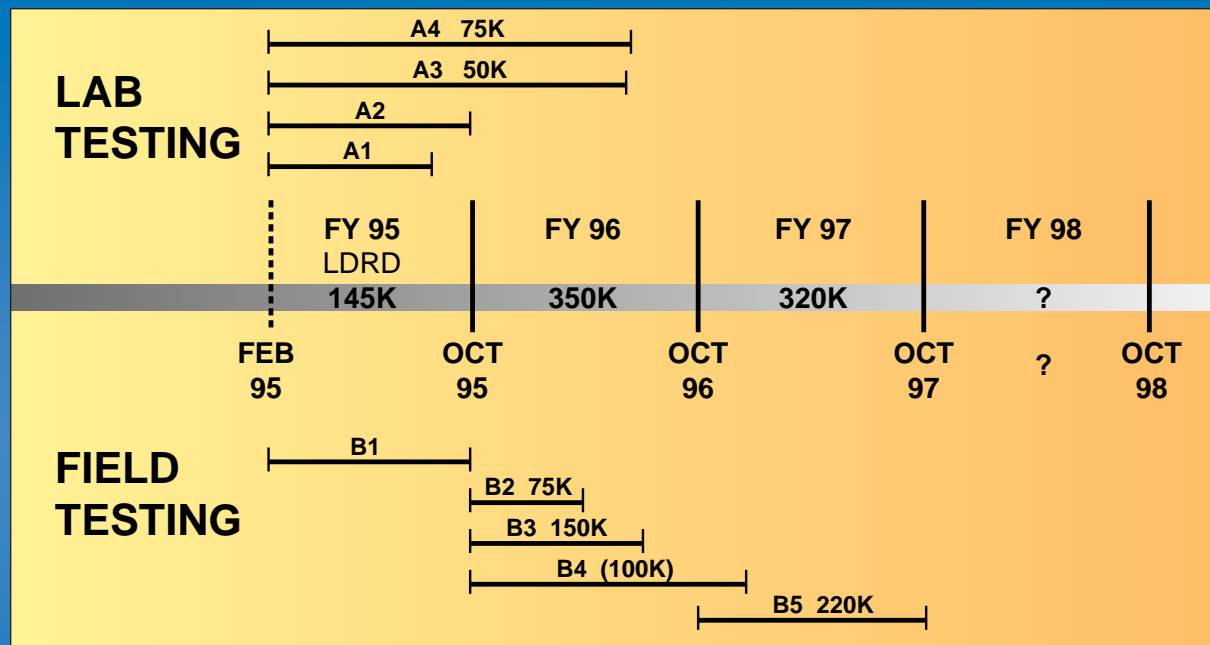 A4 75K
A3 50K
A2
A1
LAB
TESTING
FY 95 FY 96 FY 97 FY 98
LDRD
145K 350K 320K ?
FEB OCT OCT OCT ? OCT
95 95 96 97 98
B1
FIELD
TESTING
B2 75K
B3 150K
B4 (100K)
B5 220K